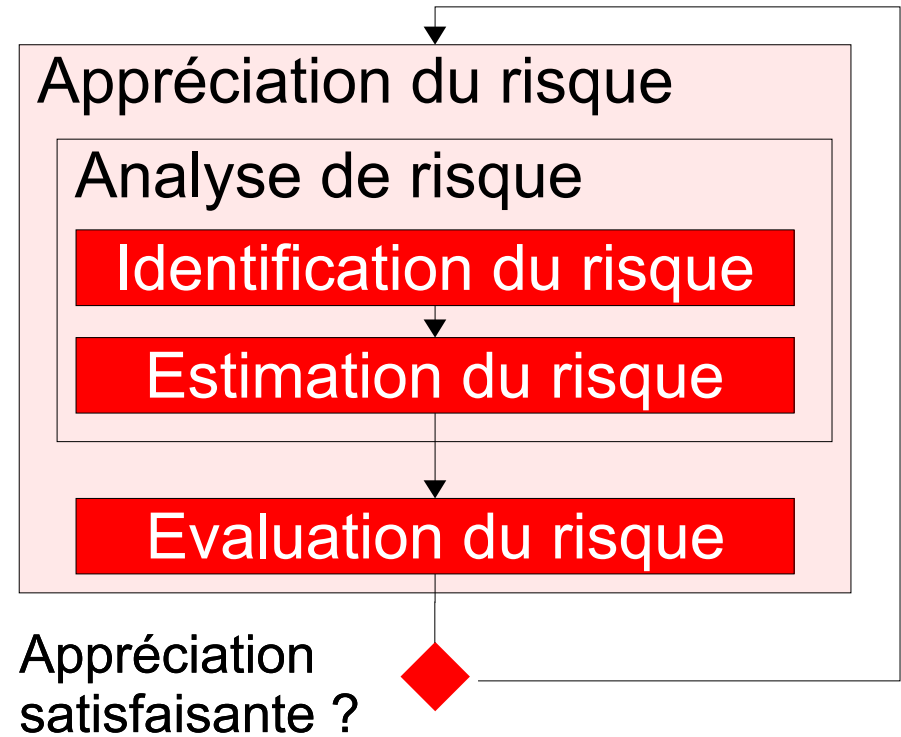 Appréciation du risque
Analyse de risque
Identification du risque
Estimation du risque
Evaluation du risque
Appréciation
satisfaisante ?